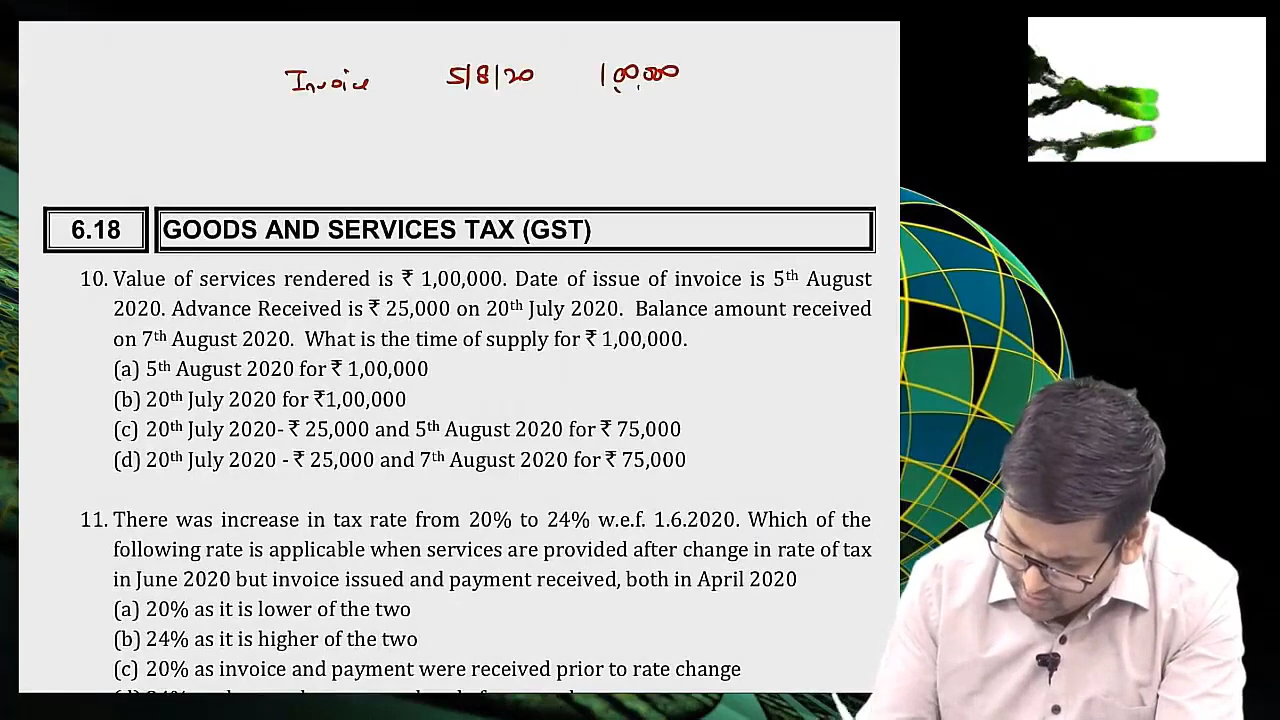 Invoice 5/8/20 1,00,000
6.18 GOODS AND SERVICES TAX (GST)
10. Value of services rendered is ₹ 1,00,000. Date of issue of invoice is 5th August
2020. Advance Received is ₹ 25,000 on 20th July 2020. Balance amount received
on 7th August 2020. What is the time of supply for ₹ 1,00,000.
(a) 5th August 2020 for ₹ 1,00,000
(b) 20th July 2020 for ₹1,00,000
(c) 20th July 2020- ₹ 25,000 and 5th August 2020 for ₹ 75,000
(d) 20th July 2020 - ₹ 25,000 and 7th August 2020 for ₹ 75,000
11. There was increase in tax rate from 20% to 24% w.e.f. 1.6.2020. Which of the
following rate is applicable when services are provided after change in rate of tax
in June 2020 but invoice issued and payment received, both in April 2020
(a) 20% as it is lower of the two
(b) 24% as it is higher of the two
(c) 20% as invoice and payment were received prior to rate change